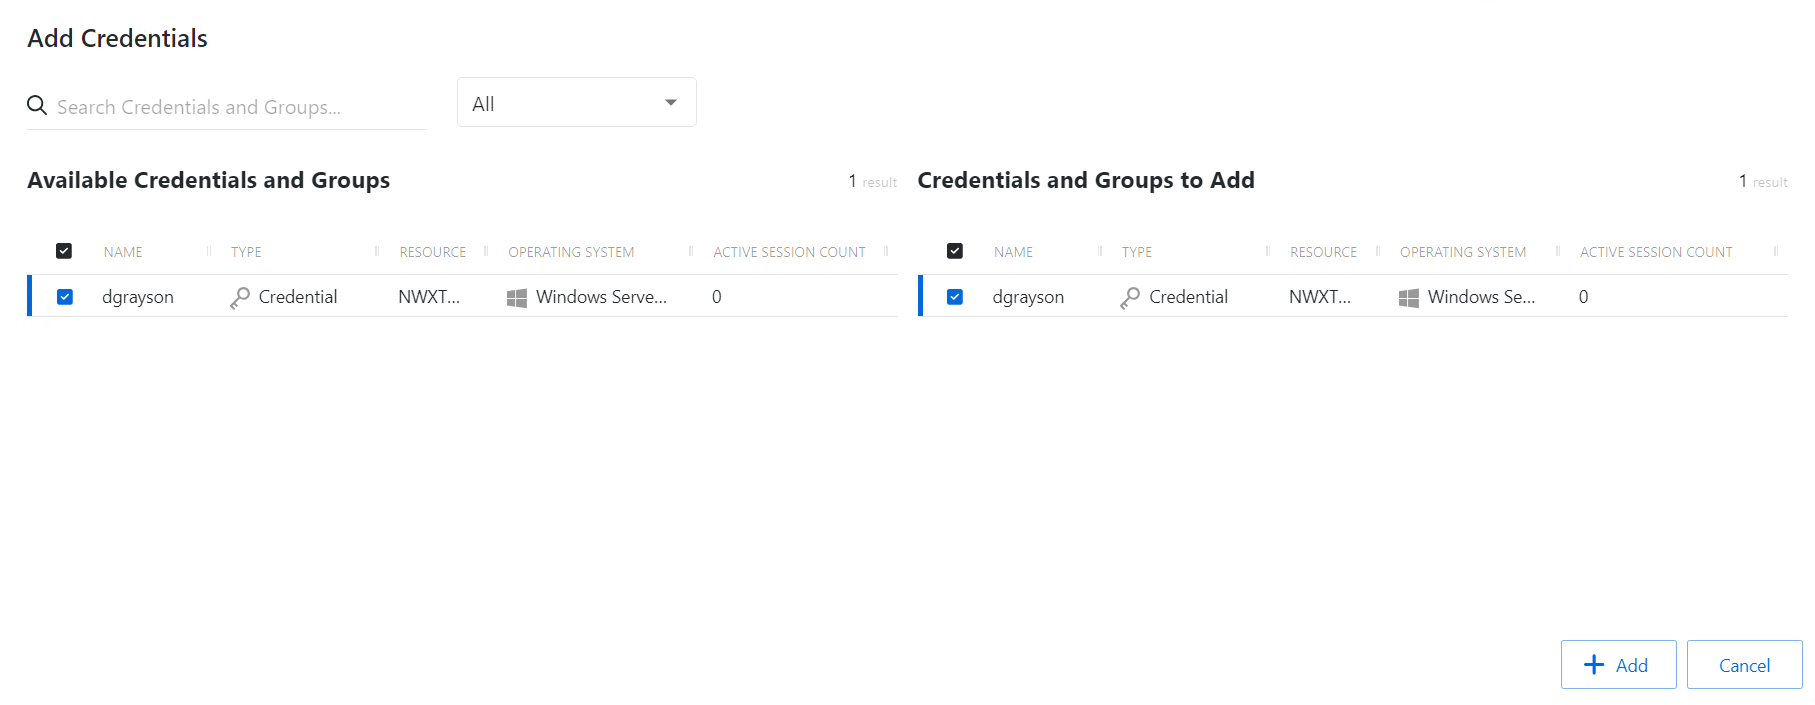 Add Credentials
Search Credentials and Groups...
All
Available Credentials and Groups
1 result
NAME TYPE RESOURCE OPERATING SYSTEM ACTIVE SESSION COUNT
dgrayson Credential NWXT... Windows Serve... 0
Credentials and Groups to Add
1 result
NAME TYPE RESOURCE OPERATING SYSTEM ACTIVE SESSION COUNT
dgrayson Credential NWXT... Windows Se... 0
Add
Cancel